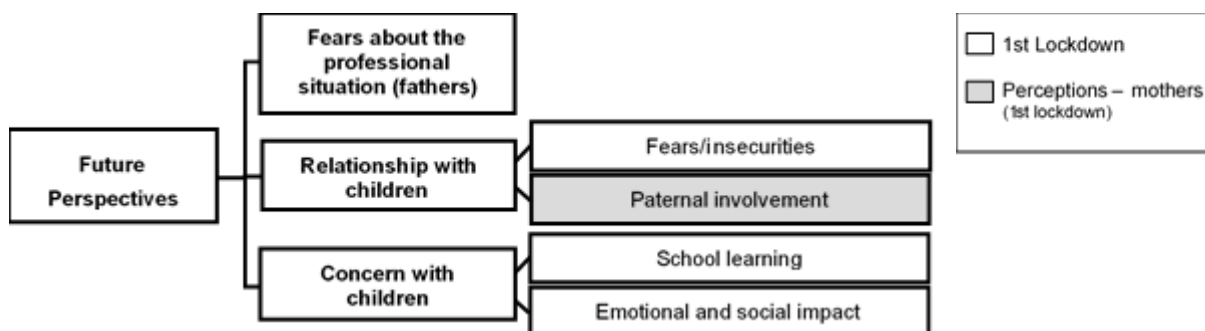 Fears about the
professional
situation (fathers)
Future
Perspectives
Relationship with
children
Fears/insecurities
Paternal involvement
Concern with
children
School learning
Emotional and social impact
1st Lockdown
Perceptions – mothers
(1st lockdown)